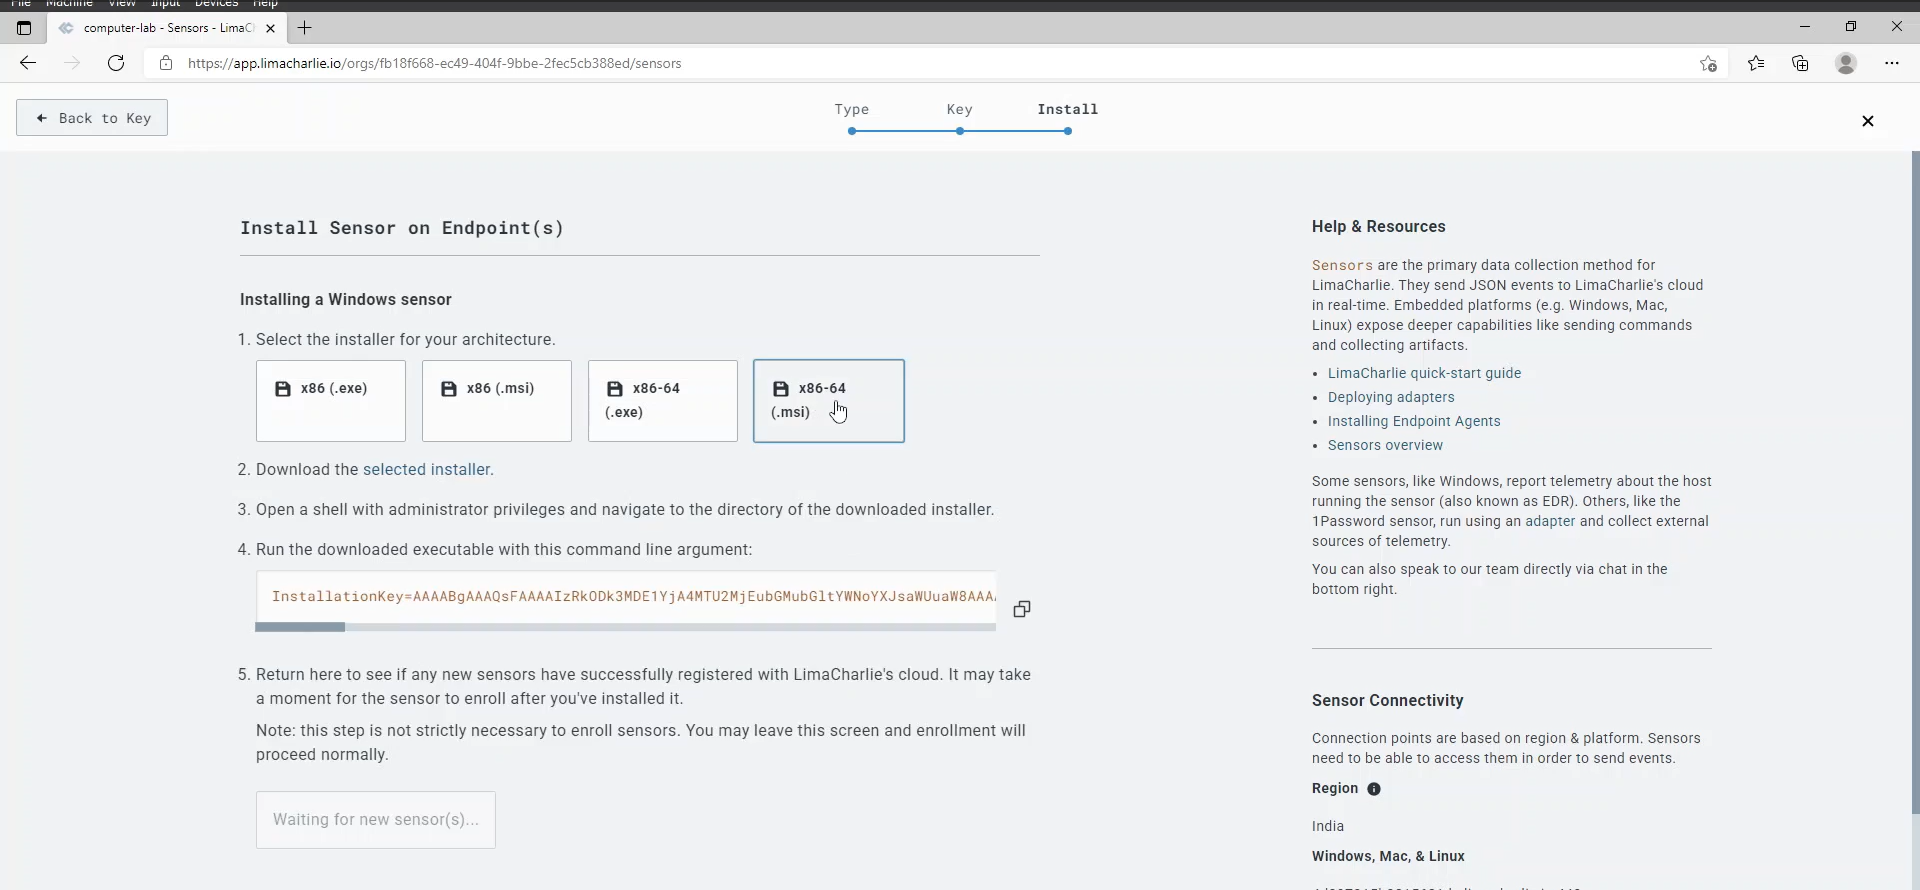 File Machine View Input Devices Help
computer-lab - Sensors - LimaC
https://app.limacharlie.io/orgs/fb18f668-ec49-404f-9bbe-2fec5cb388ed/sensors
Back to Key
Type Key Install
Install Sensor on Endpoint(s)
Installing a Windows sensor
1. Select the installer for your architecture.
x86 (.exe)
x86 (.msi)
x86-64
(.exe)
x86-64
(.msi)
2. Download the selected installer.
3. Open a shell with administrator privileges and navigate to the directory of the downloaded installer.
4. Run the downloaded executable with this command line argument:
InstallationKey=AAAABgAAAQsFAAAAIzRkODk3MDE1YjA4MTU2MjEubGMubGltYWNoYXJsaWUuaW8AAA
5. Return here to see if any new sensors have successfully registered with LimaCharlie's cloud. It may take
a moment for the sensor to enroll after you've installed it.
Note: this step is not strictly necessary to enroll sensors. You may leave this screen and enrollment will
proceed normally.
Waiting for new sensor(s)...
Help & Resources
Sensors are the primary data collection method for
LimaCharlie. They send JSON events to LimaCharlie's cloud
in real-time. Embedded platforms (e.g. Windows, Mac,
Linux) expose deeper capabilities like sending commands
and collecting artifacts.
• LimaCharlie quick-start guide
• Deploying adapters
• Installing Endpoint Agents
• Sensors overview
Some sensors, like Windows, report telemetry about the host
running the sensor (also known as EDR). Others, like the
1Password sensor, run using an adapter and collect external
sources of telemetry.
You can also speak to our team directly via chat in the
bottom right.
Sensor Connectivity
Connection points are based on region & platform. Sensors
need to be able to access them in order to send events.
Region
India
Windows, Mac, & Linux